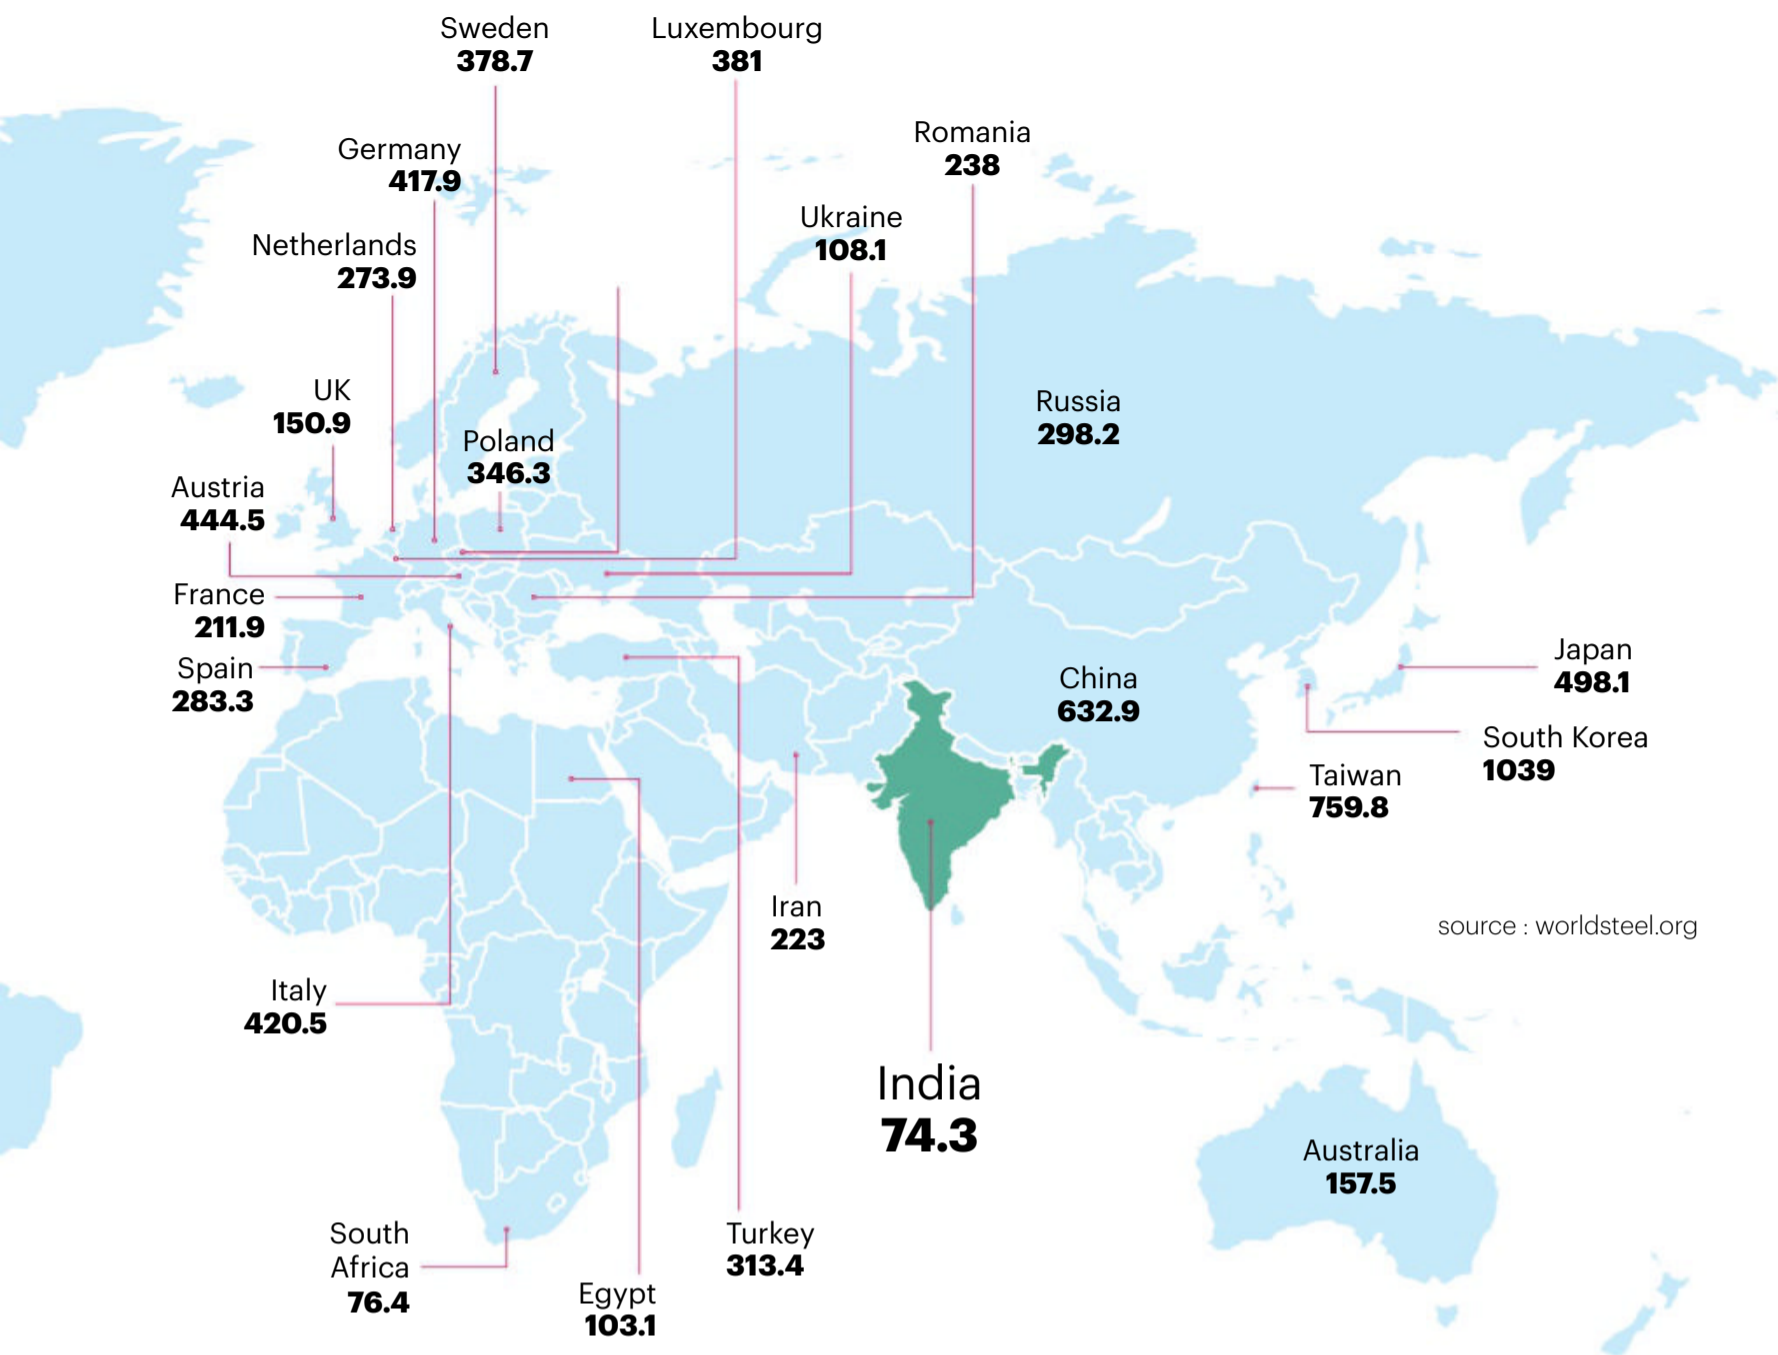 Sweden
378.7
Luxembourg
381
Germany
417.9
Romania
238
Netherlands
273.9
Ukraine
108.1
UK
150.9
Russia
298.2
Poland
346.3
Austria
444.5
France
211.9
Spain
283.3
Japan
498.1
China
632.9
South Korea
1039
Taiwan
759.8
Iran
223
source : worldsteel.org
Italy
420.5
India
74.3
Australia
157.5
South
Africa
76.4
Turkey
313.4
Egypt
103.1